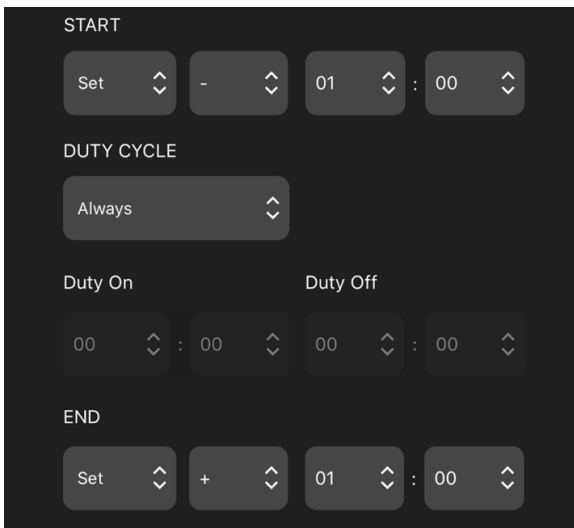 START
Set - 01 : 00
DUTY CYCLE
Always
Duty On Duty Off
00 : 00 00 : 00
END
Set + 01 : 00